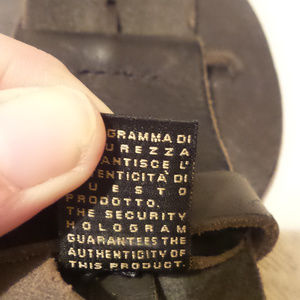 GRAMMA DI
UREZZA
ANTISCE L'
ENTICITÀ DI
UESTO
PRODOTTO.
THE SECURITY
HOLOGRAM
GUARANTEES THE
AUTHENTICITY OF
THIS PRODUCT.